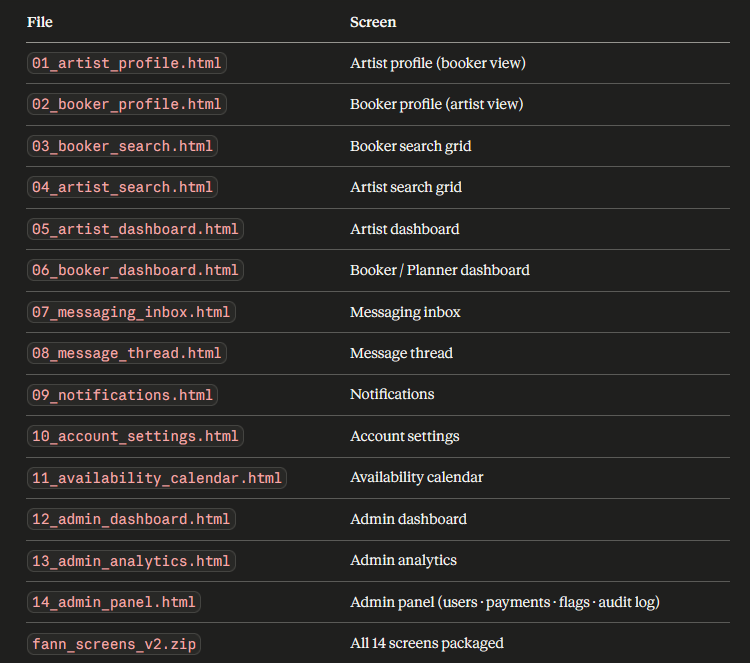 File Screen
01_artist_profile.html Artist profile (booker view)
02_booker_profile.html Booker profile (artist view)
03_booker_search.html Booker search grid
04_artist_search.html Artist search grid
05_artist_dashboard.html Artist dashboard
06_booker_dashboard.html Booker / Planner dashboard
07_messaging_inbox.html Messaging inbox
08_message_thread.html Message thread
09_notifications.html Notifications
10_account_settings.html Account settings
11_availability_calendar.html Availability calendar
12_admin_dashboard.html Admin dashboard
13_admin_analytics.html Admin analytics
14_admin_panel.html Admin panel (users · payments · flags · audit log)
fann_screens_v2.zip All 14 screens packaged